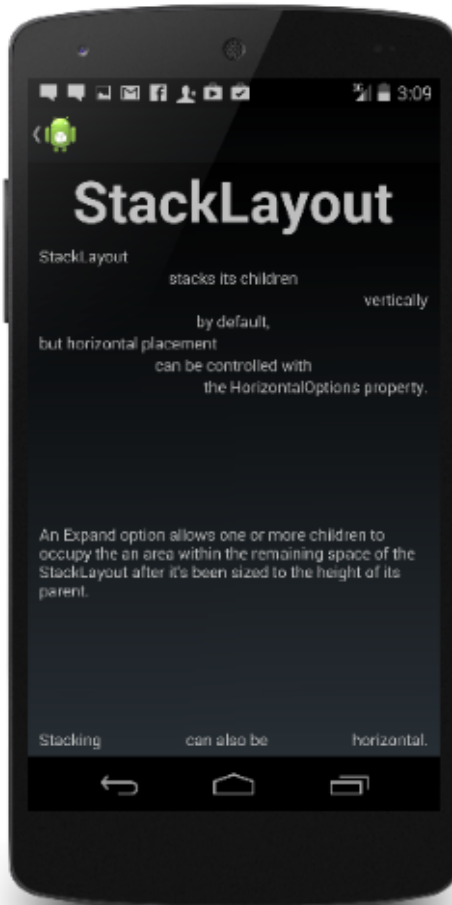 3G 3:09
StackLayout
StackLayout
stacks its children
vertically
by default,
but horizontal placement
can be controlled with
the HorizontalOptions property.
An Expand option allows one or more children to
occupy the an area within the remaining space of the
StackLayout after it's been sized to the height of its
parent.
Stacking can also be horizontal.